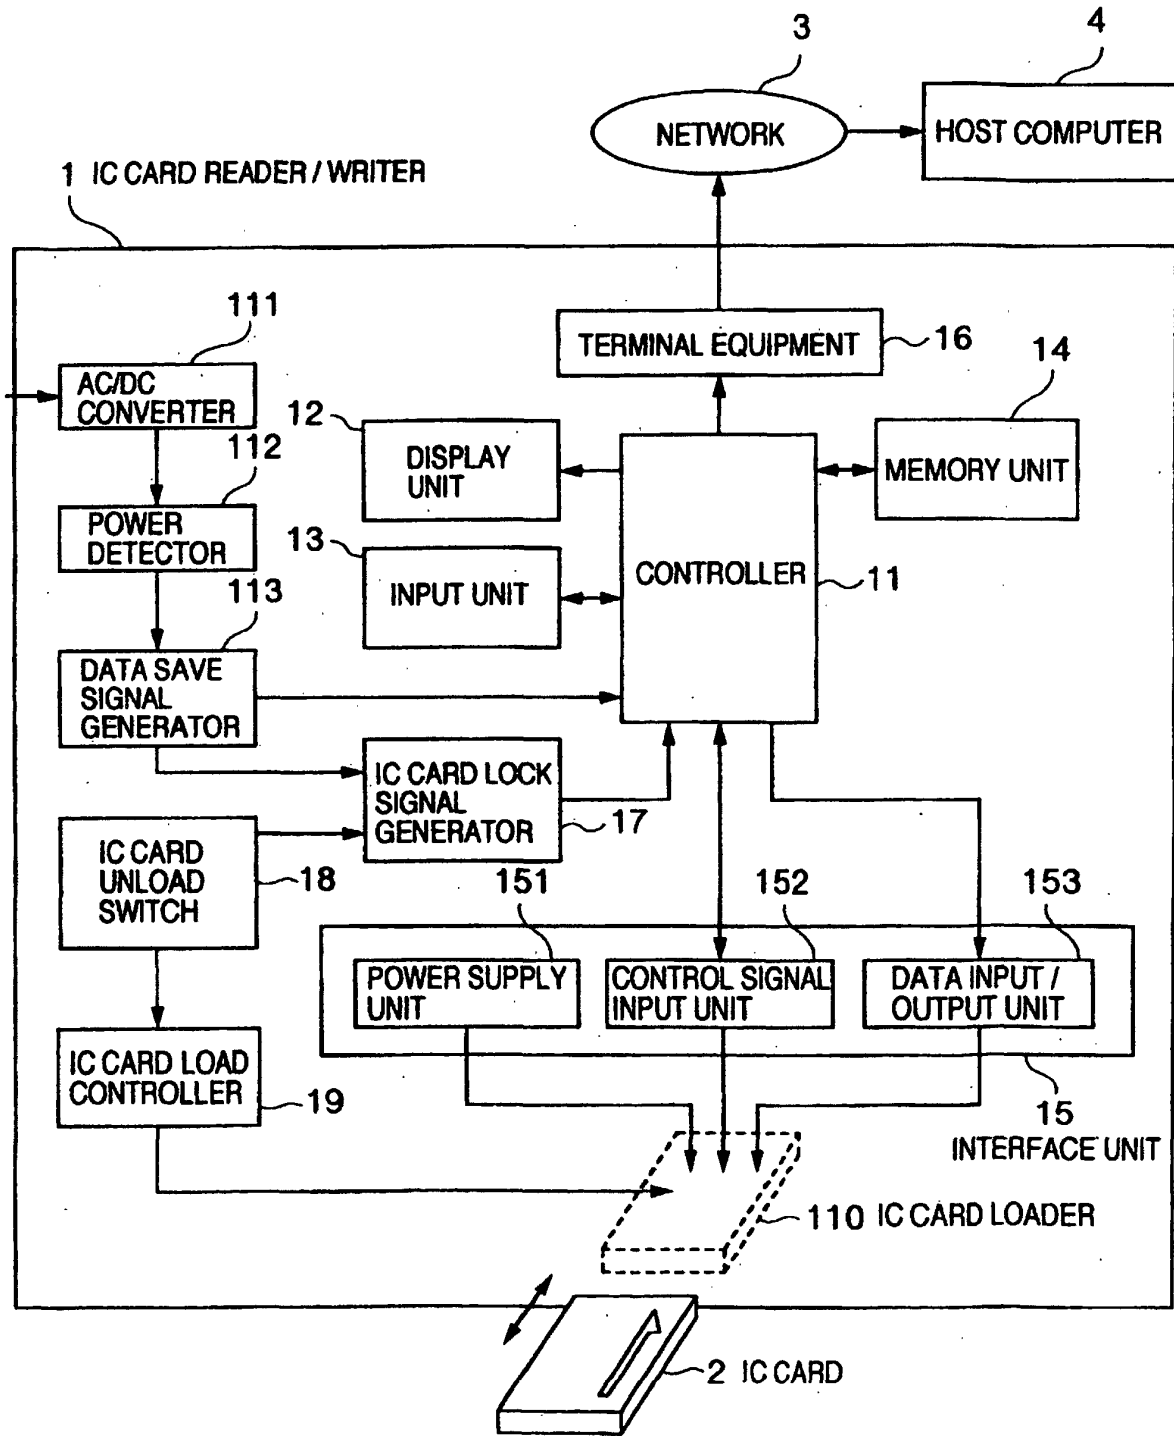 3
4
NETWORK
HOST COMPUTER
1 IC CARD READER / WRITER
111
AC/DC
CONVERTER
TERMINAL EQUIPMENT
16
14
12
DISPLAY
UNIT
MEMORY UNIT
112
POWER
DETECTOR
13
INPUT UNIT
CONTROLLER
11
113
DATA SAVE
SIGNAL
GENERATOR
IC CARD LOCK
SIGNAL
GENERATOR
17
IC CARD
UNLOAD
SWITCH
18
151
152
153
POWER SUPPLY
UNIT
CONTROL SIGNAL
INPUT UNIT
DATA INPUT /
OUTPUT UNIT
IC CARD LOAD
CONTROLLER
19
15
INTERFACE UNIT
110 IC CARD LOADER
2 IC CARD